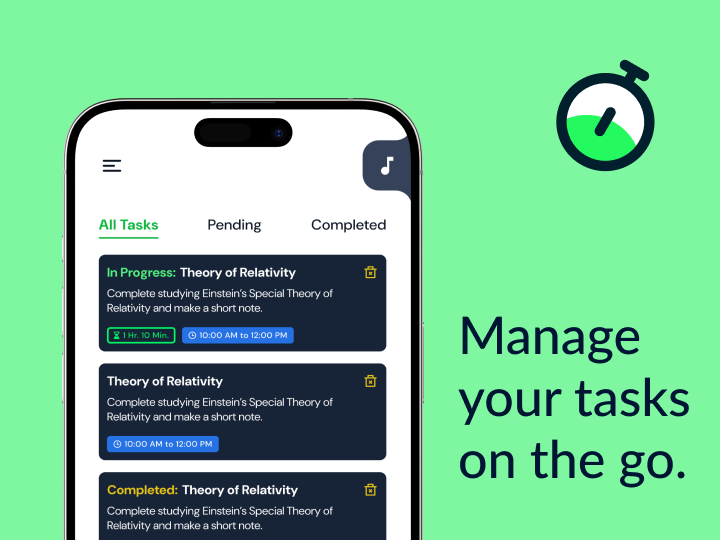 All Tasks Pending Completed
In Progress: Theory of Relativity
Complete studying Einstein's Special Theory of
Relativity and make a short note.
1 Hr. 10 Min. 10:00 AM to 12:00 PM
Theory of Relativity
Complete studying Einstein's Special Theory of
Relativity and make a short note.
10:00 AM to 12:00 PM
Completed: Theory of Relativity
Complete studying Einstein's Special Theory of
Relativity and make a short note.
Manage
your tasks
on the go.